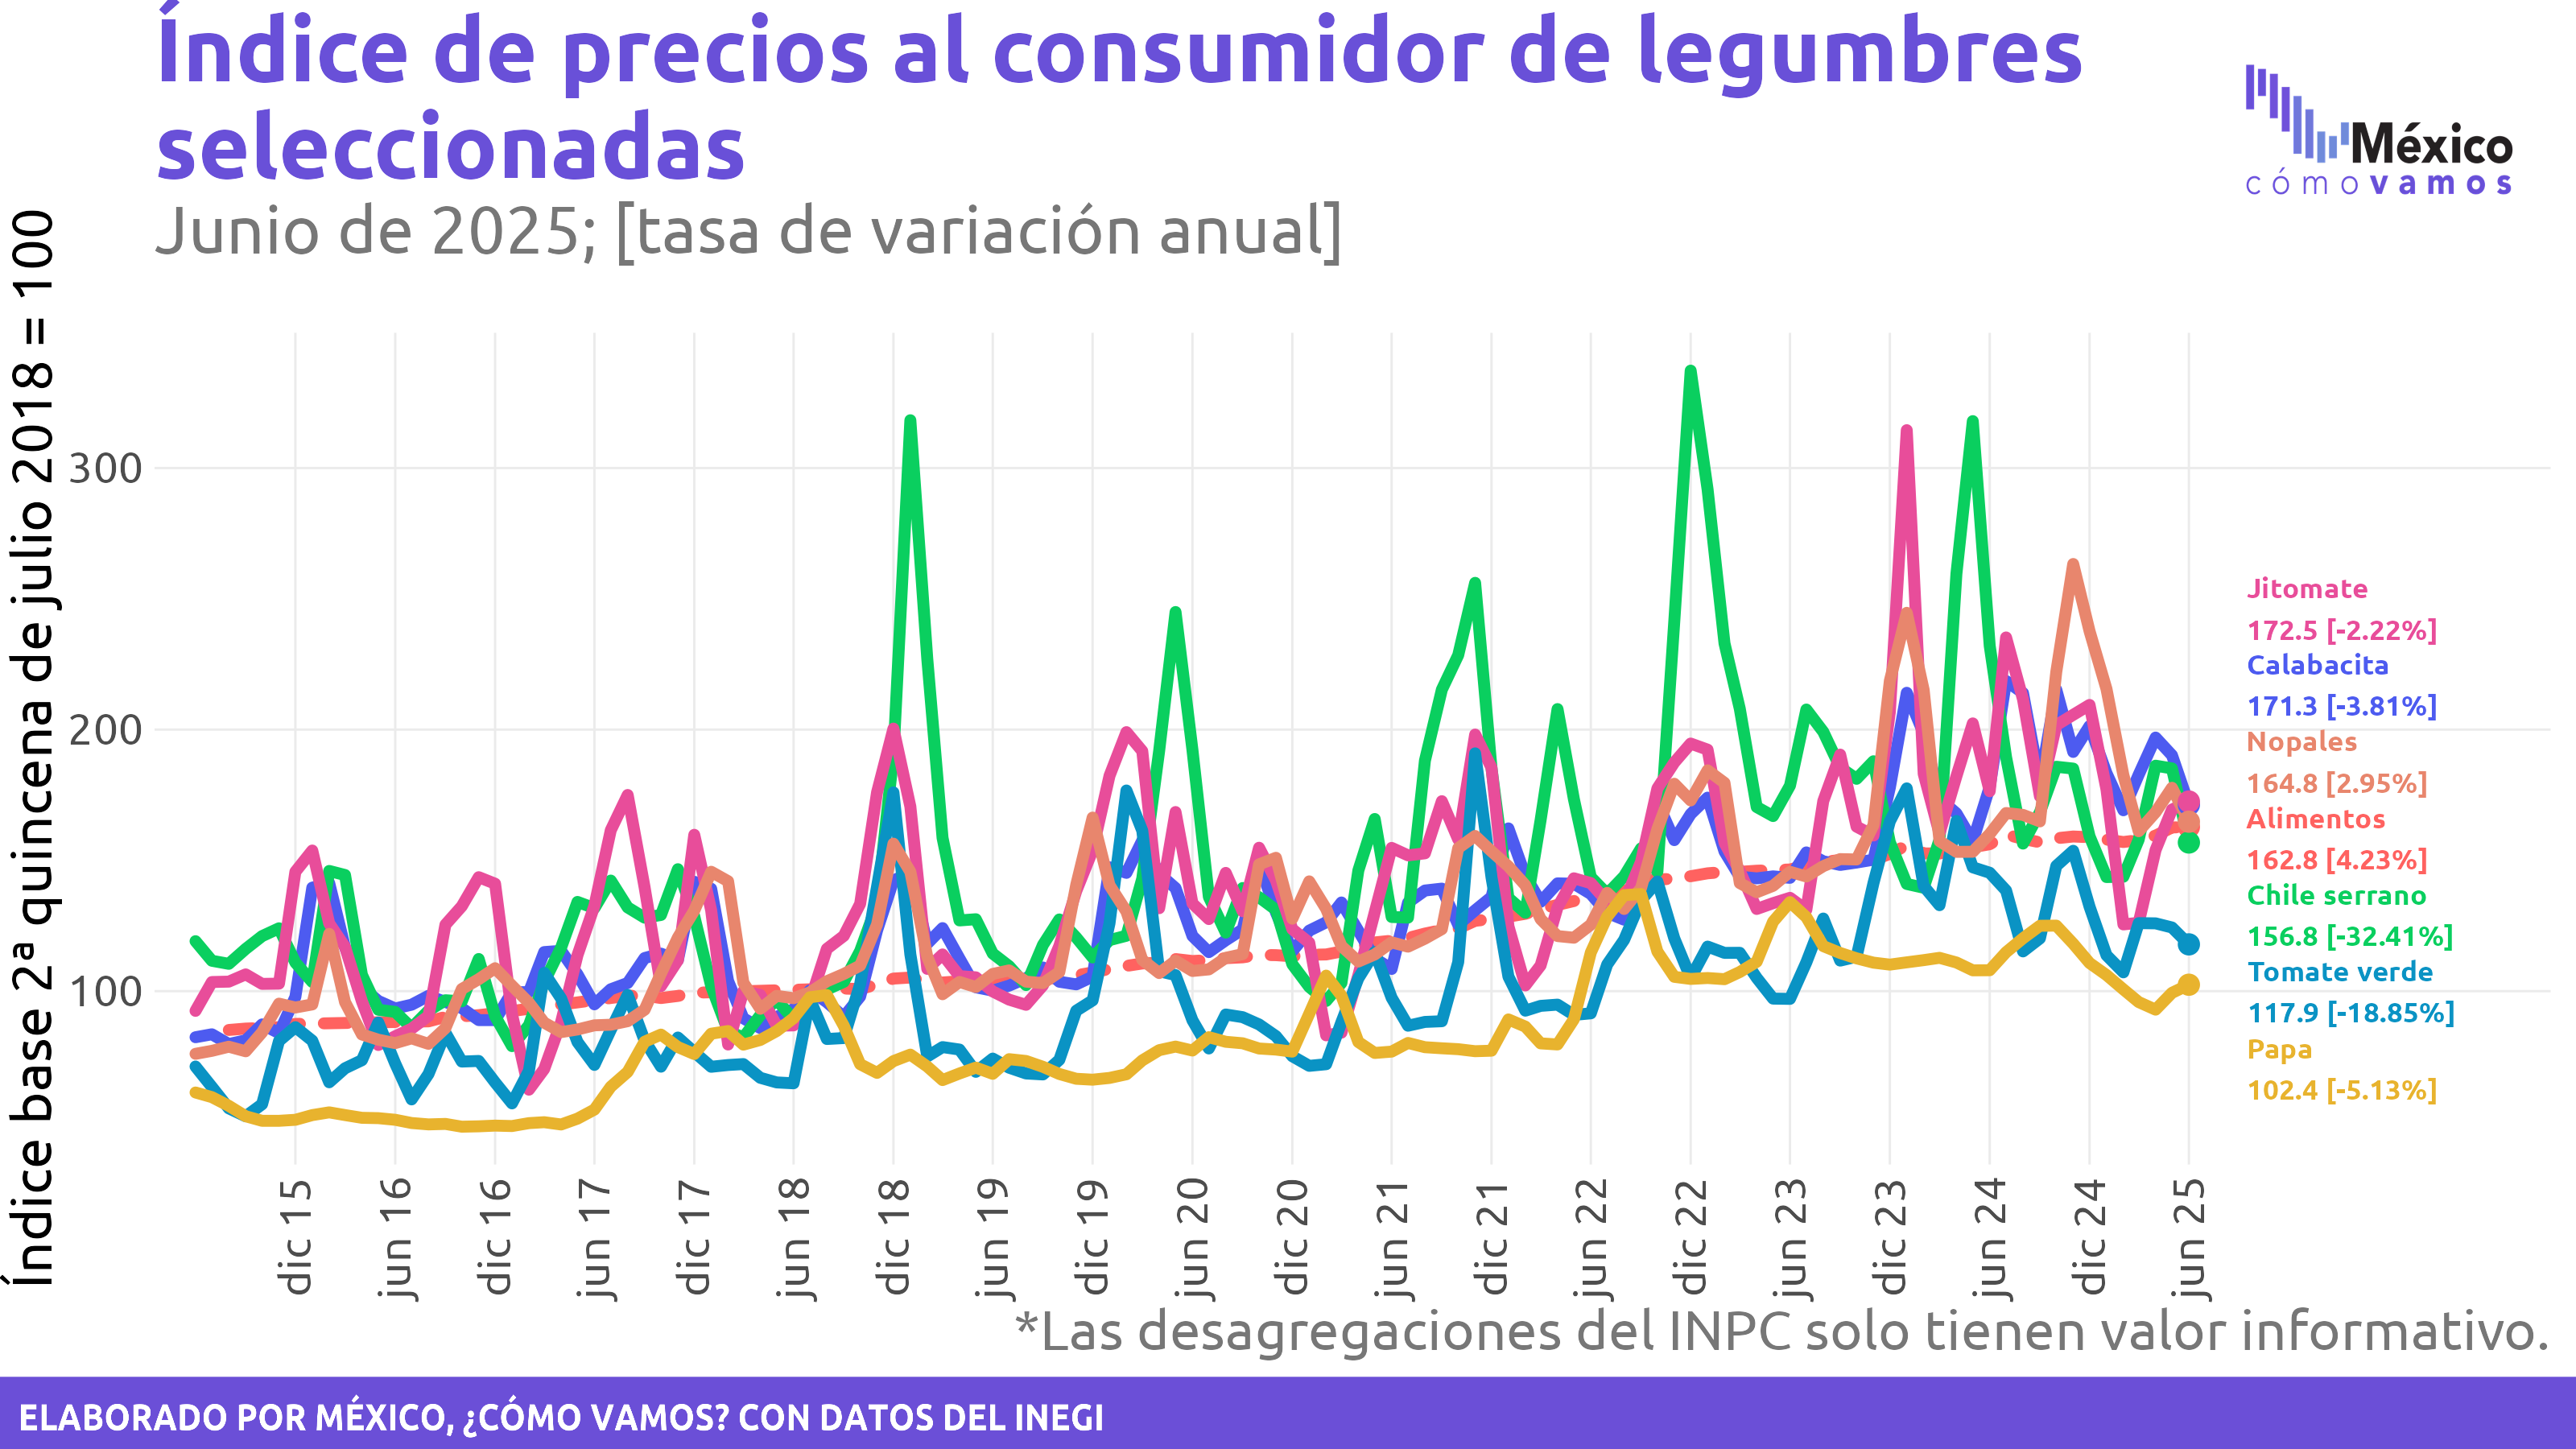 Índice de precios al consumidor de legumbres
seleccionadas
Junio de 2025; [tasa de variación anual]
México
cómo vamos
Índice base 2ª quincena de julio 2018 = 100
300
200
100
Jitomate
172.5 [-2.22%]
Calabacita
171.3 [-3.81%]
Nopales
164.8 [2.95%]
Alimentos
162.8 [4.23%]
Chile serrano
156.8 [-32.41%]
Tomate verde
117.9 [-18.85%]
Papa
102.4 [-5.13%]
dic 15
jun 16
dic 16
jun 17
dic 17
jun 18
dic 18
jun 19
dic 19
jun 20
dic 20
jun 21
dic 21
jun 22
dic 22
jun 23
dic 23
jun 24
dic 24
jun 25
*Las desagregaciones del INPC solo tienen valor informativo.
ELABORADO POR MÉXICO, ¿CÓMO VAMOS? CON DATOS DEL INEGI